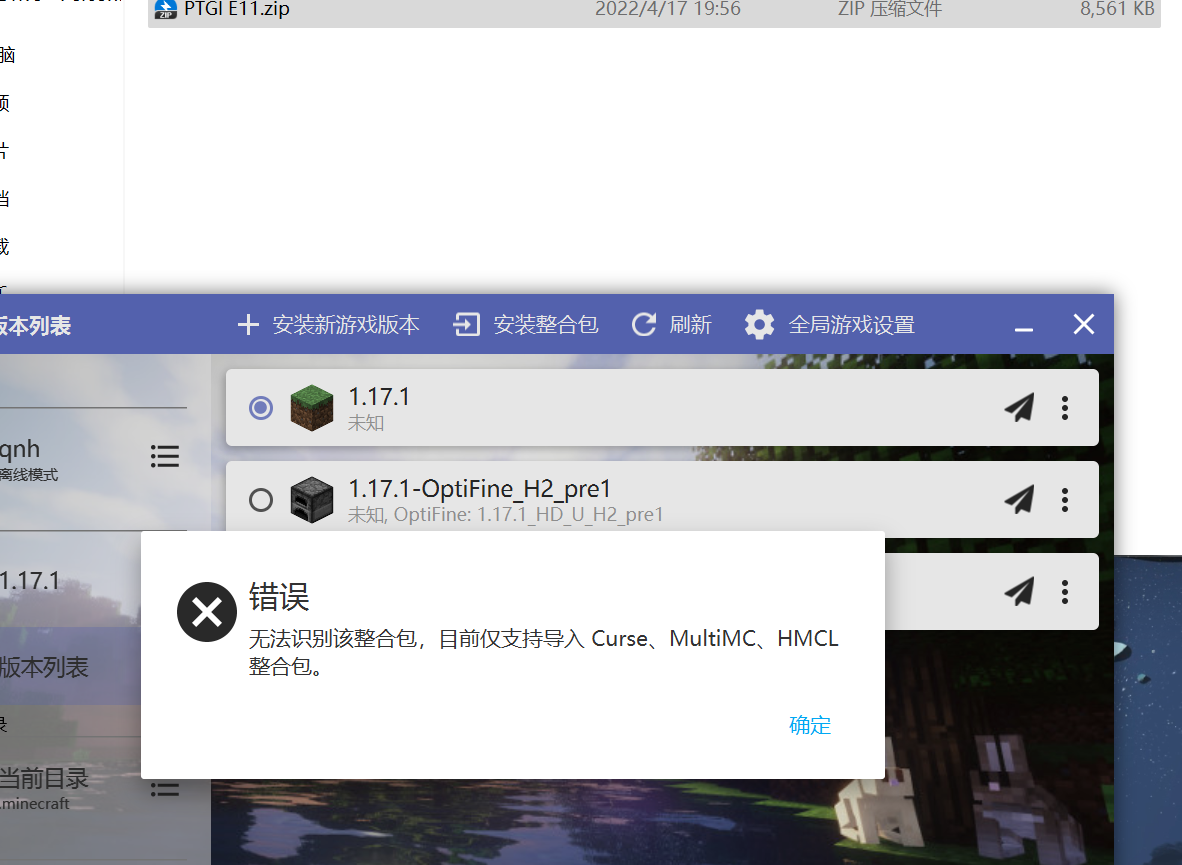 PTGI E11.zip 2022/4/17 19:56 ZIP 压缩文件 8,561 KB
ZIP
脑
频
片
档
载
版本列表 安装新游戏版本 安装整合包 刷新 全局游戏设置
1.17.1
未知
qnh
离线模式
1.17.1-OptiFine_H2_pre1
未知, OptiFine: 1.17.1_HD_U_H2_pre1
1.17.1
错误
无法识别该整合包，目前仅支持导入 Curse、MultiMC、HMCL
整合包。
版本列表
录
确定
当前目录
.minecraft